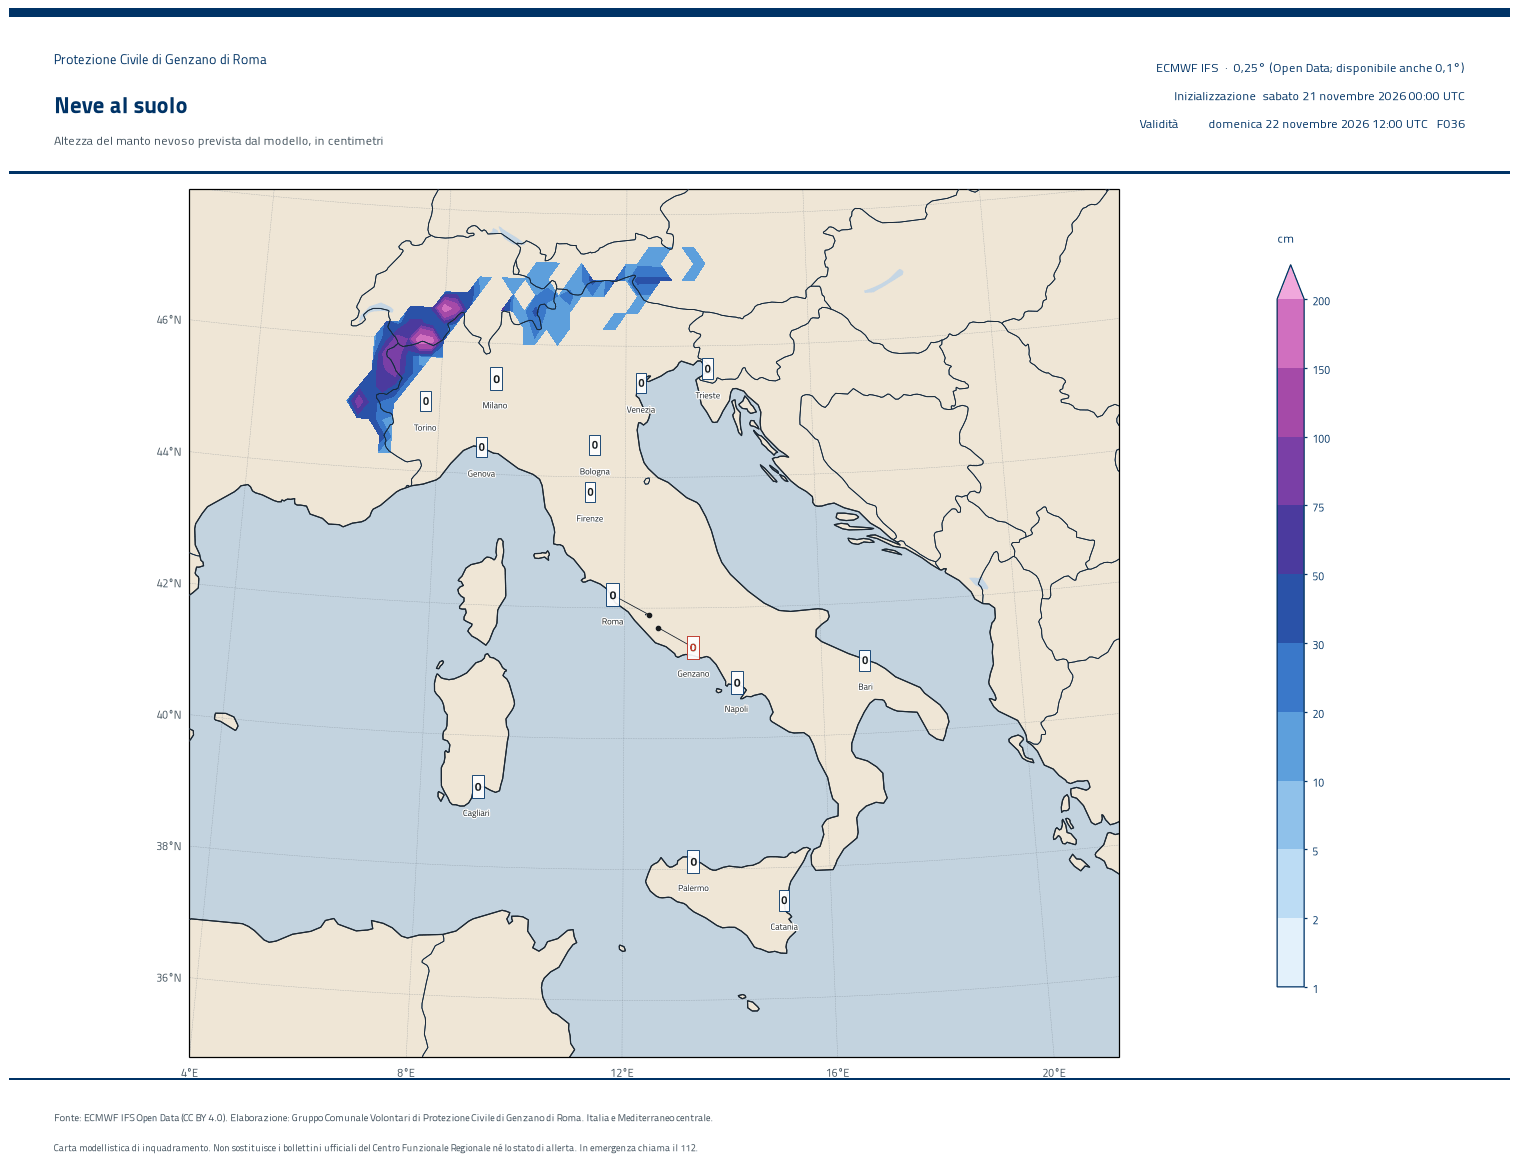 Protezione Civile di Genzano di Roma
Neve al suolo
Altezza del manto nevoso prevista dal modello, in centimetri
ECMWF IFS · 0,25° (Open Data; disponibile anche 0,1°)
Inizializzazione sabato 21 novembre 2026 00:00 UTC
Validità domenica 22 novembre 2026 12:00 UTC F036
cm
200
150
100
75
50
30
20
10
5
2
1
46°N
44°N
42°N
40°N
38°N
36°N
4°E
8°E
12°E
16°E
20°E
0
Milano
0
Torino
0
Venezia
0
Trieste
0
Genova
0
Bologna
0
Firenze
0
Roma
0
Genzano
0
Napoli
0
Bari
0
Cagliari
0
Palermo
0
Catania
Fonte: ECMWF IFS Open Data (CC BY 4.0). Elaborazione: Gruppo Comunale Volontari di Protezione Civile di Genzano di Roma. Italia e Mediterraneo centrale.
Carta modellistica di inquadramento. Non sostituisce i bollettini ufficiali del Centro Funzionale Regionale né lo stato di allerta. In emergenza chiama il 112.